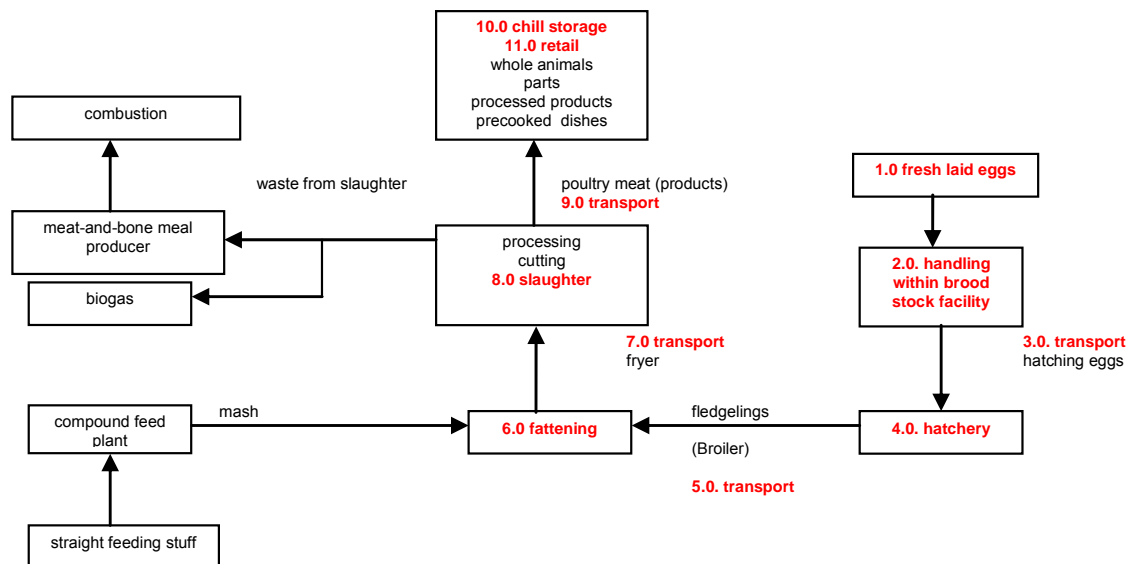 10.0 chill storage
11.0 retail
whole animals
parts
processed products
precooked  dishes
combustion
waste from slaughter
poultry meat (products)
9.0 transport
1.0 fresh laid eggs
meat-and-bone meal
producer
processing
cutting
8.0 slaughter
2.0. handling
within brood
stock facility
biogas
7.0 transport
fryer
3.0. transport
hatching eggs
compound feed
plant
mash
6.0 fattening
fledgelings
(Broiler)
5.0. transport
4.0. hatchery
straight feeding stuff